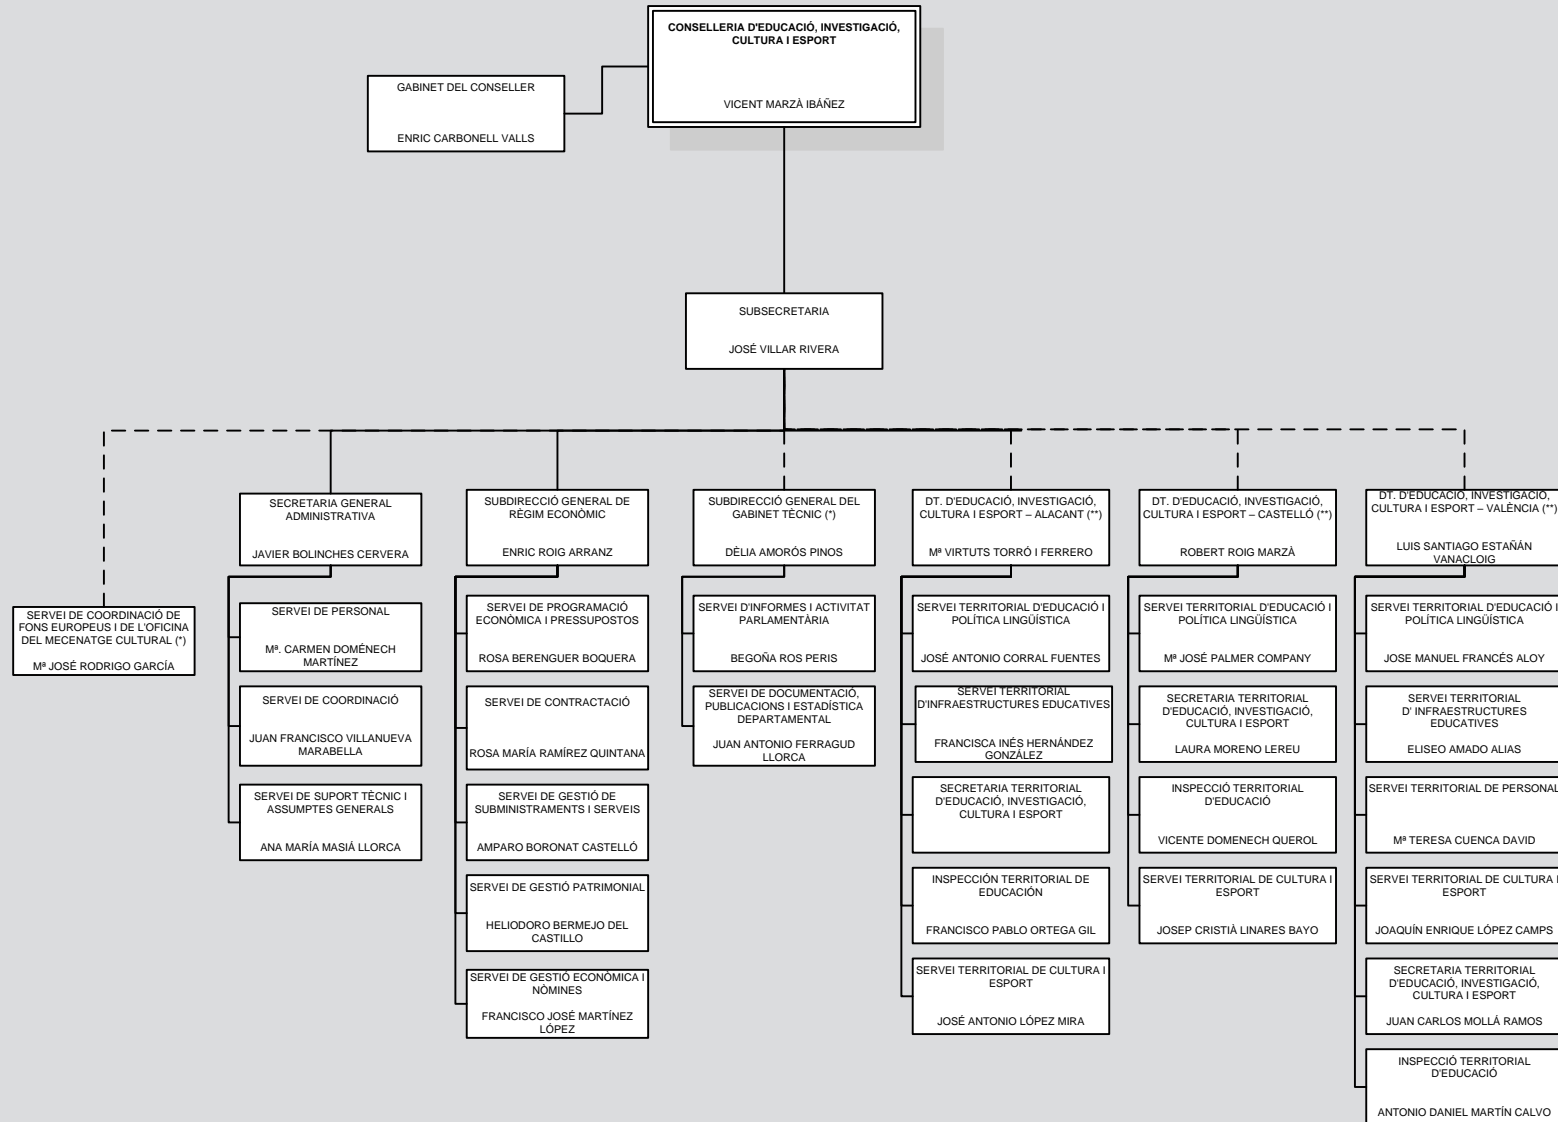 CONSELLERIA D'EDUCACIÓ, INVESTIGACIÓ,
CULTURA I ESPORT
VICENT MARZÀ IBÁÑEZ
GABINET DEL CONSELLER
ENRIC CARBONELL VALLS
SUBSECRETARIA
JOSÉ VILLAR RIVERA
SERVEI DE COORDINACIÓ DE
FONS EUROPEUS I DE L'OFICINA
DEL MECENATGE CULTURAL (*)
Mª JOSÉ RODRIGO GARCÍA
SECRETARIA GENERAL
ADMINISTRATIVA
JAVIER BOLINCHES CERVERA
SERVEI DE PERSONAL
Mª. CARMEN DOMÉNECH
MARTÍNEZ
SERVEI DE COORDINACIÓ
JUAN FRANCISCO VILLANUEVA
MARABELLA
SERVEI DE SUPORT TÈCNIC I
ASSUMPTES GENERALS
ANA MARÍA MASIÁ LLORCA
SUBDIRECCIÓ GENERAL DE
RÈGIM ECONÒMIC
ENRIC ROIG ARRANZ
SERVEI DE PROGRAMACIÓ
ECONÒMICA I PRESSUPOSTOS
ROSA BERENGUER BOQUERA
SERVEI DE CONTRACTACIÓ
ROSA MARÍA RAMÍREZ QUINTANA
SERVEI DE GESTIÓ DE
SUBMINISTRAMENTS I SERVEIS
AMPARO BORONAT CASTELLÓ
SERVEI DE GESTIÓ PATRIMONIAL
HELIODORO BERMEJO DEL
CASTILLO
SERVEI DE GESTIÓ ECONÒMICA I
NÒMINES
FRANCISCO JOSÉ MARTÍNEZ
LÓPEZ
SUBDIRECCIÓ GENERAL DEL
GABINET TÈCNIC (*)
DÈLIA AMORÓS PINOS
SERVEI D'INFORMES I ACTIVITAT
PARLAMENTÀRIA
BEGOÑA ROS PERIS
SERVEI DE DOCUMENTACIÓ,
PUBLICACIONS I ESTADÍSTICA
DEPARTAMENTAL
JUAN ANTONIO FERRAGUD
LLORCA
DT. D'EDUCACIÓ, INVESTIGACIÓ,
CULTURA I ESPORT – ALACANT (**)
Mª VIRTUTS TORRÓ I FERRERO
SERVEI TERRITORIAL D'EDUCACIÓ I
POLÍTICA LINGÜÍSTICA
JOSÉ ANTONIO CORRAL FUENTES
SERVEI TERRITORIAL
D'INFRAESTRUCTURES EDUCATIVES
FRANCISCA INÉS HERNÁNDEZ
GONZÁLEZ
SECRETARIA TERRITORIAL
D'EDUCACIÓ, INVESTIGACIÓ,
CULTURA I ESPORT
INSPECCIÓN TERRITORIAL DE
EDUCACIÓN
FRANCISCO PABLO ORTEGA GIL
SERVEI TERRITORIAL DE CULTURA I
ESPORT
JOSÉ ANTONIO LÓPEZ MIRA
DT. D'EDUCACIÓ, INVESTIGACIÓ,
CULTURA I ESPORT – CASTELLÓ (**)
ROBERT ROIG MARZÀ
SERVEI TERRITORIAL D'EDUCACIÓ I
POLÍTICA LINGÜÍSTICA
Mª JOSÉ PALMER COMPANY
SECRETARIA TERRITORIAL
D'EDUCACIÓ, INVESTIGACIÓ,
CULTURA I ESPORT
LAURA MORENO LEREU
INSPECCIÓ TERRITORIAL
D'EDUCACIÓ
VICENTE DOMENECH QUEROL
SERVEI TERRITORIAL DE CULTURA I
ESPORT
JOSEP CRISTIÀ LINARES BAYO
DT. D'EDUCACIÓ, INVESTIGACIÓ,
CULTURA I ESPORT – VALÈNCIA (**)
LUIS SANTIAGO ESTAÑÁN
VANACLOIG
SERVEI TERRITORIAL D'EDUCACIÓ I
POLÍTICA LINGÜÍSTICA
JOSE MANUEL FRANCÉS ALOY
SERVEI TERRITORIAL
D' INFRAESTRUCTURES
EDUCATIVES
ELISEO AMADO ALIAS
SERVEI TERRITORIAL DE PERSONAL
Mª TERESA CUENCA DAVID
SERVEI TERRITORIAL DE CULTURA I
ESPORT
JOAQUÍN ENRIQUE LÓPEZ CAMPS
SECRETARIA TERRITORIAL
D'EDUCACIÓ, INVESTIGACIÓ,
CULTURA I ESPORT
JUAN CARLOS MOLLÁ RAMOS
INSPECCIÓ TERRITORIAL
D'EDUCACIÓ
ANTONIO DANIEL MARTÍN CALVO